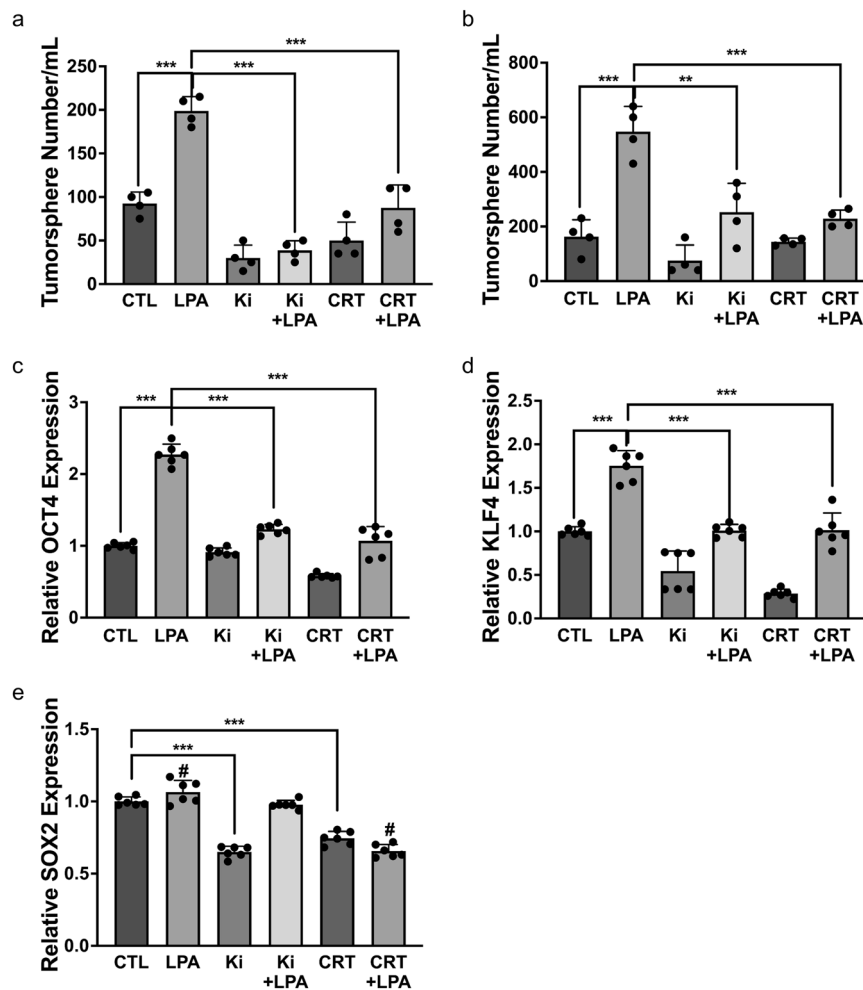 a
Tumorsphere Number/mL
250
200
150
100
50
0
***
***
***
CTL LPA Ki Ki +LPA CRT CRT +LPA
b
Tumorsphere Number/mL
800
600
400
200
0
***
***
**
CTL LPA Ki Ki +LPA CRT CRT +LPA
c
Relative OCT4 Expression
3
2
1
0
***
***
***
CTL LPA Ki Ki +LPA CRT CRT +LPA
d
Relative KLF4 Expression
2.5
2.0
1.5
1.0
0.5
0.0
***
***
***
CTL LPA Ki Ki +LPA CRT CRT +LPA
e
Relative SOX2 Expression
1.5
1.0
0.5
0.0
***
***
#
#
CTL LPA Ki Ki +LPA CRT CRT +LPA